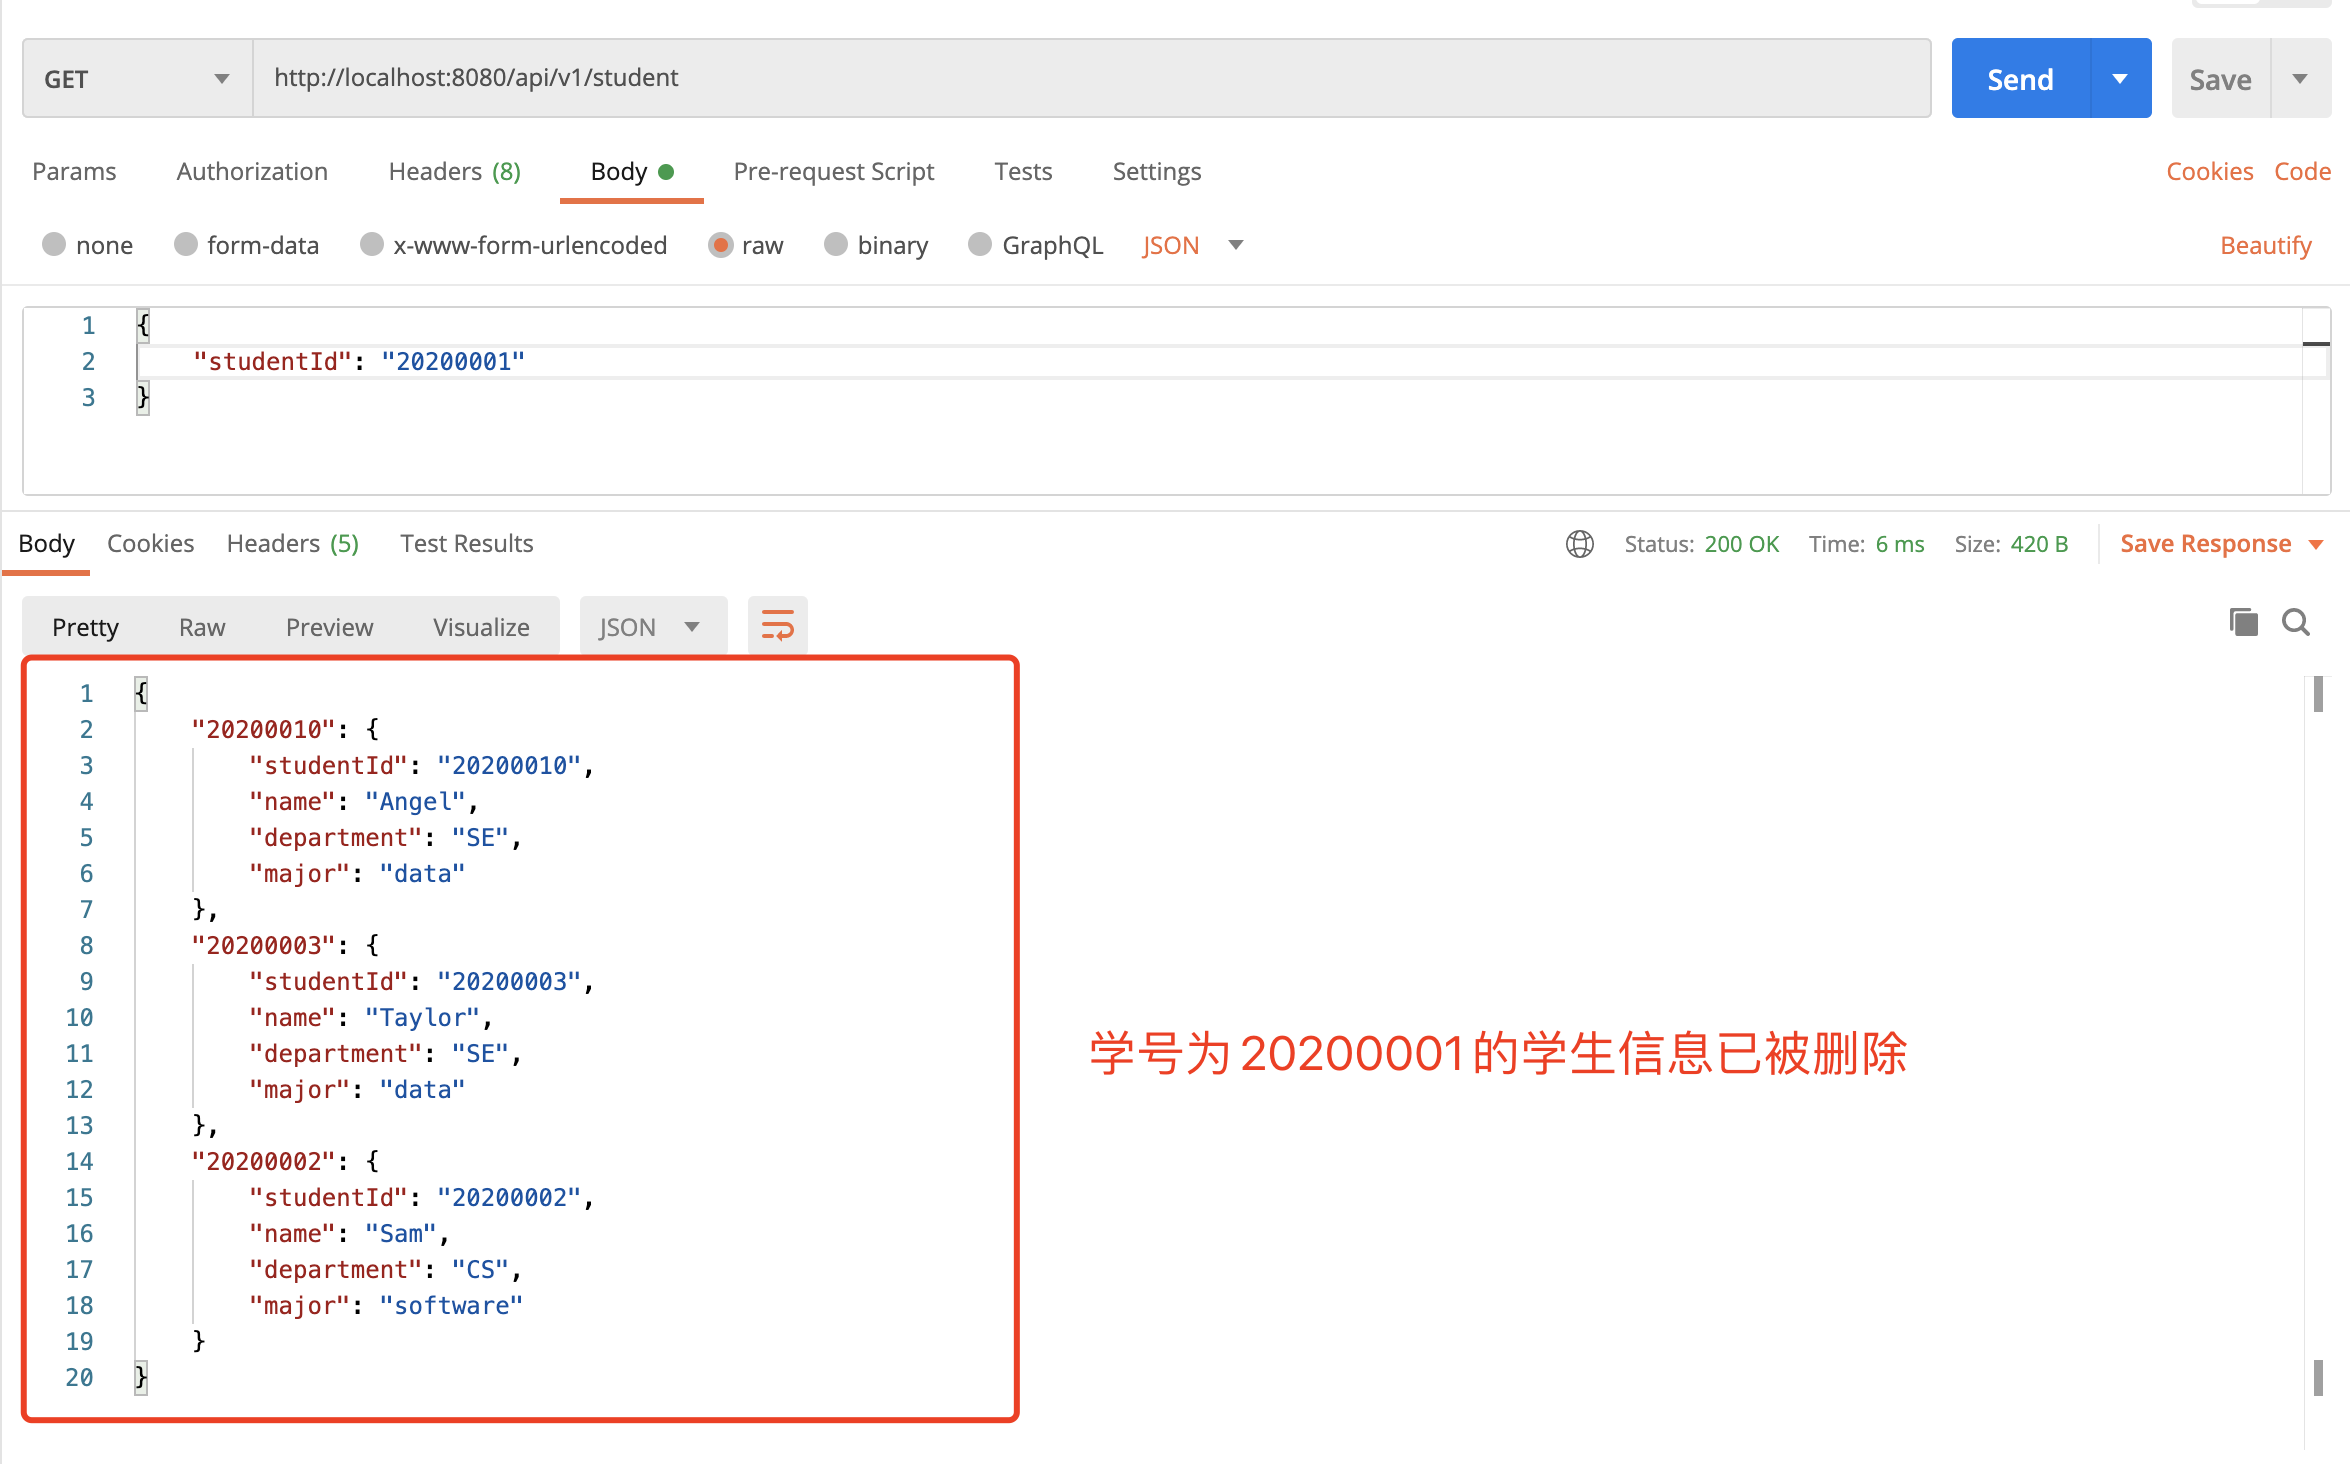 GET http://localhost:8080/api/v1/student Send Save
Params Authorization Headers (8) Body Pre-request Script Tests Settings Cookies Code
none form-data x-www-form-urlencoded raw binary GraphQL JSON Beautify
1 {
2 "studentId": "20200001"
3 }
Body Cookies Headers (5) Test Results Status: 200 OK Time: 6 ms Size: 420 B Save Response
Pretty Raw Preview Visualize JSON
1 {
2 "20200010": {
3 "studentId": "20200010",
4 "name": "Angel",
5 "department": "SE",
6 "major": "data"
7 },
8 "20200003": {
9 "studentId": "20200003",
10 "name": "Taylor",
11 "department": "SE",
12 "major": "data"
13 },
14 "20200002": {
15 "studentId": "20200002",
16 "name": "Sam",
17 "department": "CS",
18 "major": "software"
19 }
20 }
学号为20200001的学生信息已被删除